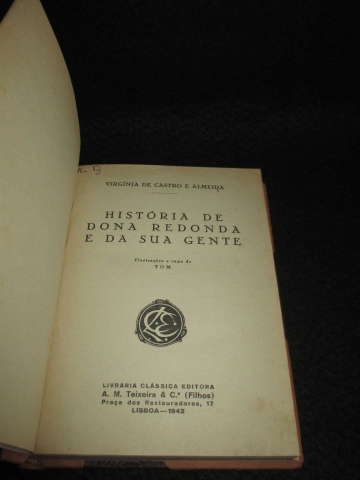 VIRGÍNIA DE CASTRO E ALMEIDA
HISTÓRIA DE
DONA REDONDA
E DA SUA GENTE
Ilustrações e capa de
TOM
LIVRARIA CLÁSSICA EDITORA
A. M. Teixeira & C.ª (Filhos)
Praça dos Restauradores, 17
LISBOA—1942